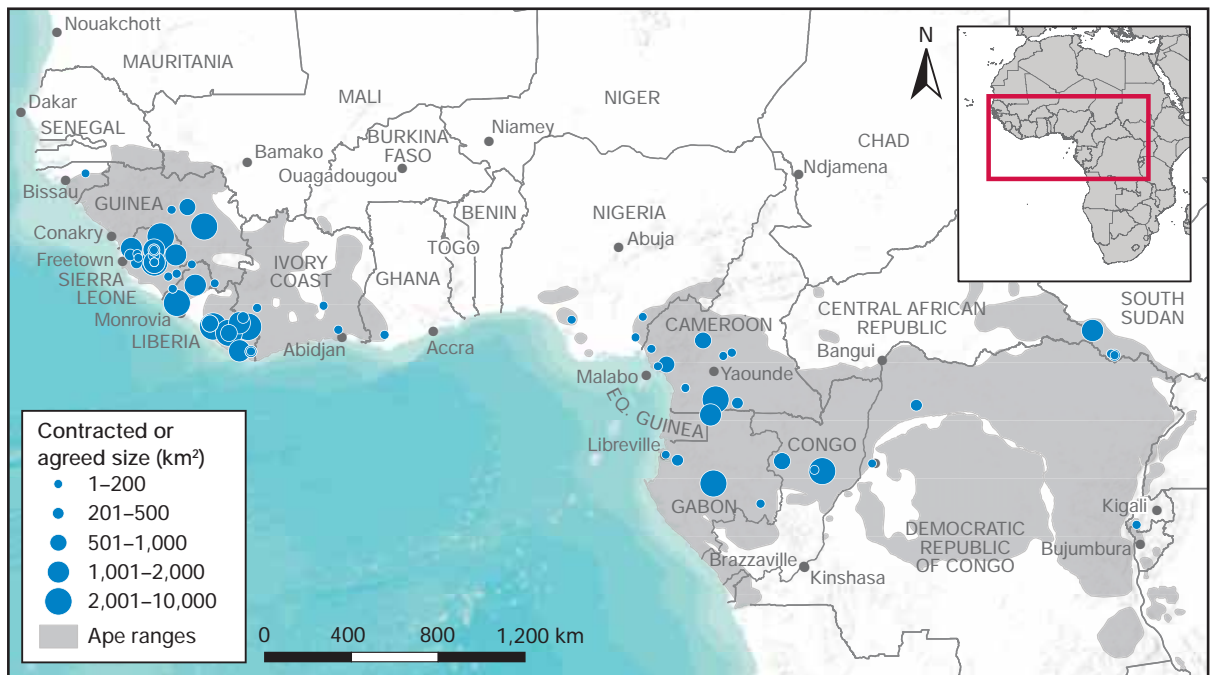 Nouakchott
MAURITANIA
N
Dakar
SENEGAL
MALI
NIGER
CHAD
Niamey
BURKINA
FASO
Ouagadougou
Bamako
Ndjamena
Bissau
GUINEA
BENIN
NIGERIA
Abuja
Conakry
TOGO
Freetown
SIERRA
LEONE
IVORY
COAST
GHANA
Monrovia
LIBERIA
Abidjan
Accra
CAMEROON
CENTRAL AFRICAN
REPUBLIC
SOUTH
SUDAN
Bangui
Malabo
Yaounde
EQ. GUINEA
Libreville
CONGO
GABON
Kigali
DEMOCRATIC
REPUBLIC
OF CONGO
Bujumbura
Brazzaville
Kinshasa
Contracted or
agreed size (km²)
1–200
201–500
501–1,000
1,001–2,000
2,001–10,000
Ape ranges
0 400 800 1,200 km